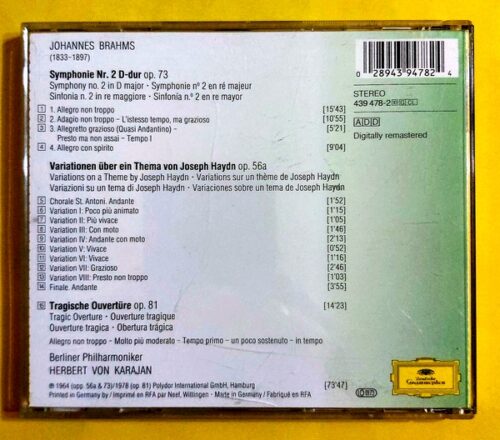 JOHANNES BRAHMS
(1833-1897)
Symphonie Nr. 2 D-dur op. 73
Symphony no. 2 in D major · Symphonie n° 2 en ré majeur
Sinfonia n. 2 in re maggiore · Sinfonía n° 2 en re mayor
1 1. Allegro non troppo [15'43]
2 2. Adagio non troppo – L'istesso tempo, ma grazioso [10'55]
3 3. Allegretto grazioso (Quasi Andantino) – [5'21]
Presto ma non assai – Tempo I
4 4. Allegro con spirito [9'04]
Variationen über ein Thema von Joseph Haydn op. 56a
Variations on a Theme by Joseph Haydn · Variations sur un thème de Joseph Haydn
Variazioni su un tema di Joseph Haydn · Variaciones sobre un tema de Joseph Haydn
5 Chorale St. Antoni. Andante [1'52]
6 Variation I: Poco più animato [1'15]
7 Variation II: Più vivace [1'05]
8 Variation III: Con moto [1'46]
9 Variation IV: Andante con moto [2'13]
10 Variation V: Vivace [0'52]
11 Variation VI: Vivace [1'16]
12 Variation VII: Grazioso [2'46]
13 Variation VIII: Presto non troppo [1'03]
14 Finale. Andante [3'55]
15 Tragische Ouvertüre op. 81 [14'23]
Tragic Overture · Ouverture tragique
Ouverture tragica · Obertura trágica
Allegro non troppo – Molto più moderato – Tempo primo – un poco sostenuto – in tempo
Berliner Philharmoniker
HERBERT VON KARAJAN
℗ 1964 (opp. 56a & 73)/1978 (op. 81) Polydor International GmbH, Hamburg [73'47]
Printed in Germany by / Imprimé en RFA par Neef, Wittingen · Made in Germany / Fabriqué en RFA
0 28943 94782 4
STEREO
439 478-2 GCL
ADD
Digitally remastered
Deutsche
Grammophon